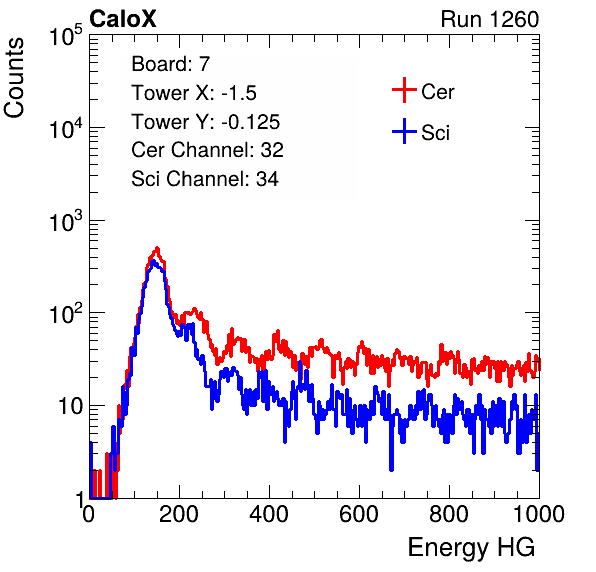 CaloX Run 1260
Counts
10^5
10^4
10^3
10^2
10
1
Board: 7
Tower X: -1.5
Tower Y: -0.125
Cer Channel: 32
Sci Channel: 34
Cer
Sci
0 200 400 600 800 1000
Energy HG